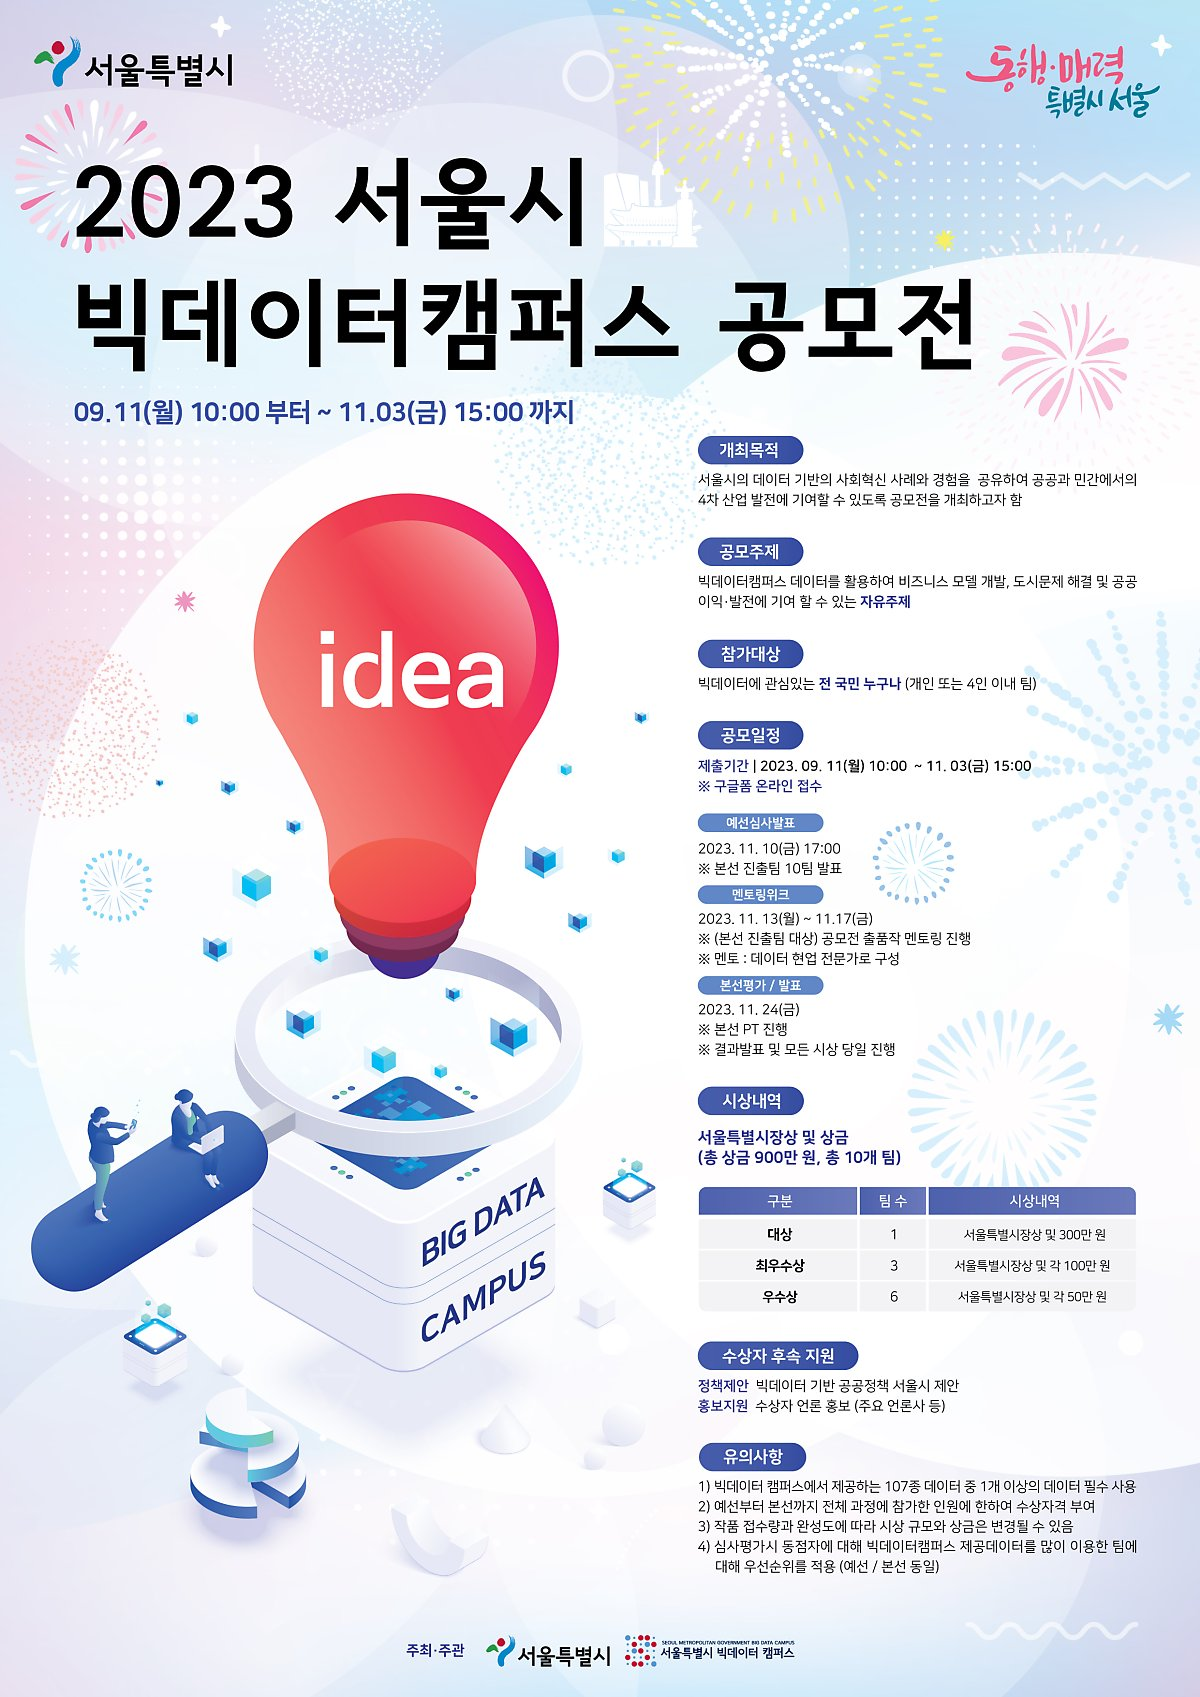 서울특별시
동행·매력
특별시 서울
2023 서울시
빅데이터캠퍼스 공모전
09.11(월) 10:00 부터 ~ 11.03(금) 15:00 까지
개최목적
서울시의 데이터 기반의 사회혁신 사례와 경험을 공유하여 공공과 민간에서의
4차 산업 발전에 기여할 수 있도록 공모전을 개최하고자 함
공모주제
빅데이터캠퍼스 데이터를 활용하여 비즈니스 모델 개발, 도시문제 해결 및 공공
이익·발전에 기여 할 수 있는 자유주제
참가대상
빅데이터에 관심있는 전 국민 누구나 (개인 또는 4인 이내 팀)
공모일정
제출기간 | 2023. 09. 11(월) 10:00 ~ 11. 03(금) 15:00
※ 구글폼 온라인 접수
예선심사발표
2023. 11. 10(금) 17:00
※ 본선 진출팀 10팀 발표
멘토링위크
2023. 11. 13(월) ~ 11.17(금)
※ (본선 진출팀 대상) 공모전 출품작 멘토링 진행
※ 멘토 : 데이터 현업 전문가로 구성
본선평가 / 발표
2023. 11. 24(금)
※ 본선 PT 진행
※ 결과발표 및 모든 시상 당일 진행
시상내역
서울특별시장상 및 상금
(총 상금 900만 원, 총 10개 팀)
구분 팀 수 시상내역
대상 1 서울특별시장상 및 300만 원
최우수상 3 서울특별시장상 및 각 100만 원
우수상 6 서울특별시장상 및 각 50만 원
수상자 후속 지원
정책제안 빅데이터 기반 공공정책 서울시 제안
홍보지원 수상자 언론 홍보 (주요 언론사 등)
유의사항
1) 빅데이터 캠퍼스에서 제공하는 107종 데이터 중 1개 이상의 데이터 필수 사용
2) 예선부터 본선까지 전체 과정에 참가한 인원에 한하여 수상자격 부여
3) 작품 접수량과 완성도에 따라 시상 규모와 상금은 변경될 수 있음
4) 심사평가시 동점자에 대해 빅데이터캠퍼스 제공데이터를 많이 이용한 팀에
대해 우선순위를 적용 (예선 / 본선 동일)
idea
BIG DATA
CAMPUS
주최·주관
서울특별시
SEOUL METROPOLITAN GOVERNMENT BIG DATA CAMPUS
서울특별시 빅데이터 캠퍼스